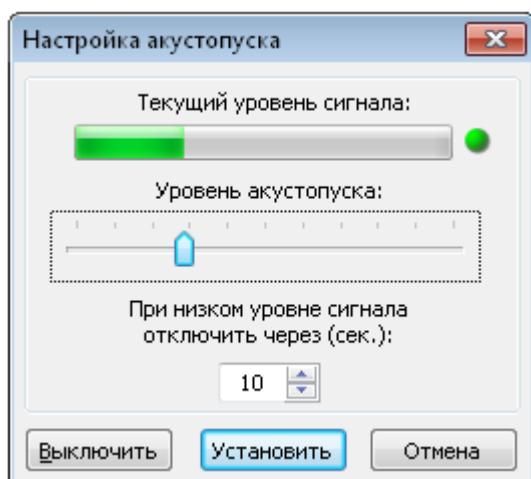 Настройка акустопуска
Текущий уровень сигнала:
Уровень акустопуска:
При низком уровне сигнала
отключить через (сек.):
10
Выключить Установить Отмена